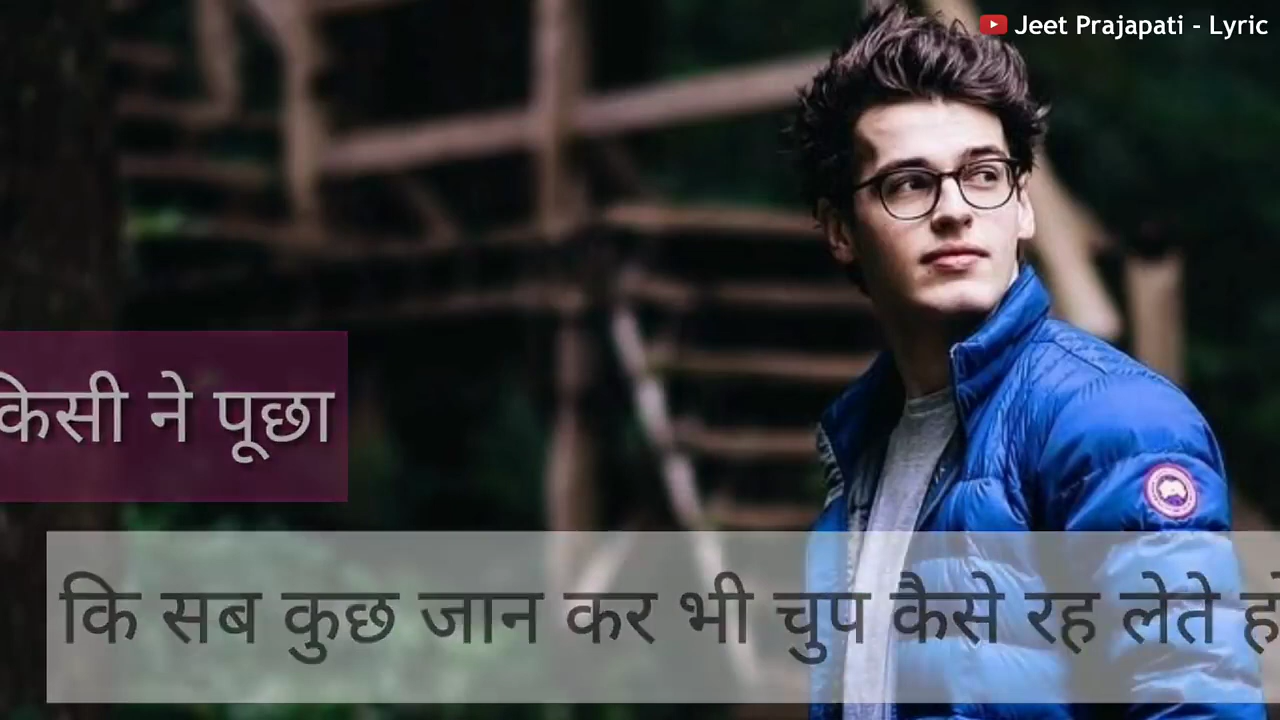 Jeet Prajapati - Lyric
किसी ने पूछा
कि सब कुछ जान कर भी चुप कैसे रह लेते हो